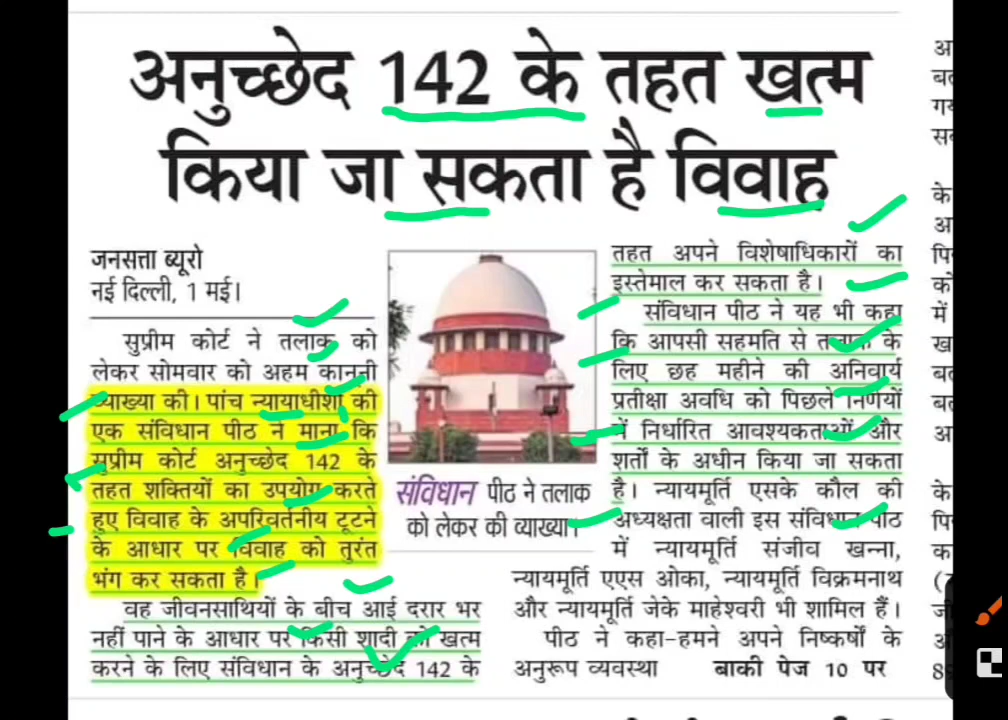 अनुच्छेद 142 के तहत खत्म
किया जा सकता है विवाह
जनसत्ता ब्यूरो
नई दिल्ली, 1 मई।
सुप्रीम कोर्ट ने तलाक को
लेकर सोमवार को अहम कानूनी
व्याख्या की। पांच न्यायाधीशों की
एक संविधान पीठ ने माना कि
सुप्रीम कोर्ट अनुच्छेद 142 के
तहत शक्तियों का उपयोग करते
हुए विवाह के अपरिवर्तनीय टूटने
के आधार पर विवाह को तुरंत
भंग कर सकता है।
वह जीवनसाथियों के बीच आई दरार भर
नहीं पाने के आधार पर किसी शादी को खत्म
करने के लिए संविधान के अनुच्छेद 142 के
संविधान पीठ ने तलाक
को लेकर की व्याख्या।
तहत अपने विशेषाधिकारों का
इस्तेमाल कर सकता है।
संविधान पीठ ने यह भी कहा
कि आपसी सहमति से तलाक के
लिए छह महीने की अनिवार्य
प्रतीक्षा अवधि को पिछले निर्णयों
में निर्धारित आवश्यकताओं और
शर्तों के अधीन किया जा सकता
है। न्यायमूर्ति एसके कौल की
अध्यक्षता वाली इस संविधान पीठ
में न्यायमूर्ति संजीव खन्ना,
न्यायमूर्ति एएस ओका, न्यायमूर्ति विक्रमनाथ
और न्यायमूर्ति जेके माहेश्वरी भी शामिल हैं।
पीठ ने कहा-हमने अपने निष्कर्षों के
अनुरूप व्यवस्था बाकी पेज 10 पर